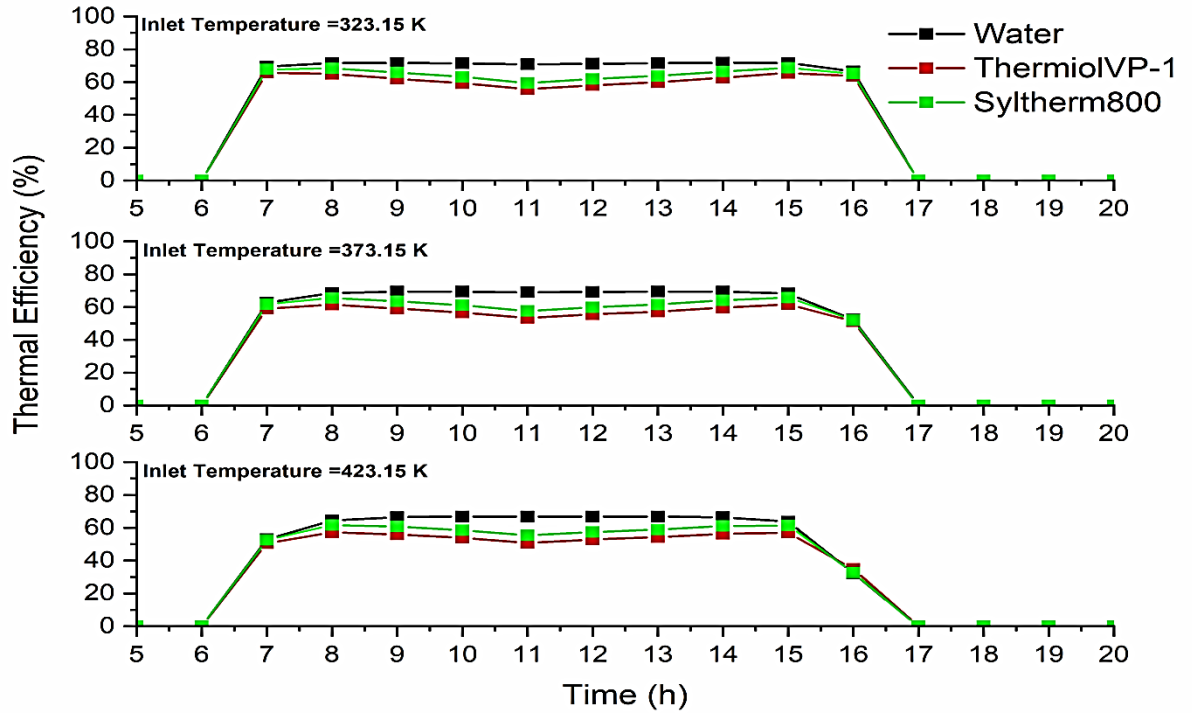 Thermal Efficiency (%)
Inlet Temperature =323.15 K
Water
ThermiolVP-1
Syltherm800
100
80
60
40
20
0
5 6 7 8 9 10 11 12 13 14 15 16 17 18 19 20
Inlet Temperature =373.15 K
100
80
60
40
20
0
5 6 7 8 9 10 11 12 13 14 15 16 17 18 19 20
Inlet Temperature =423.15 K
100
80
60
40
20
0
5 6 7 8 9 10 11 12 13 14 15 16 17 18 19 20
Time (h)